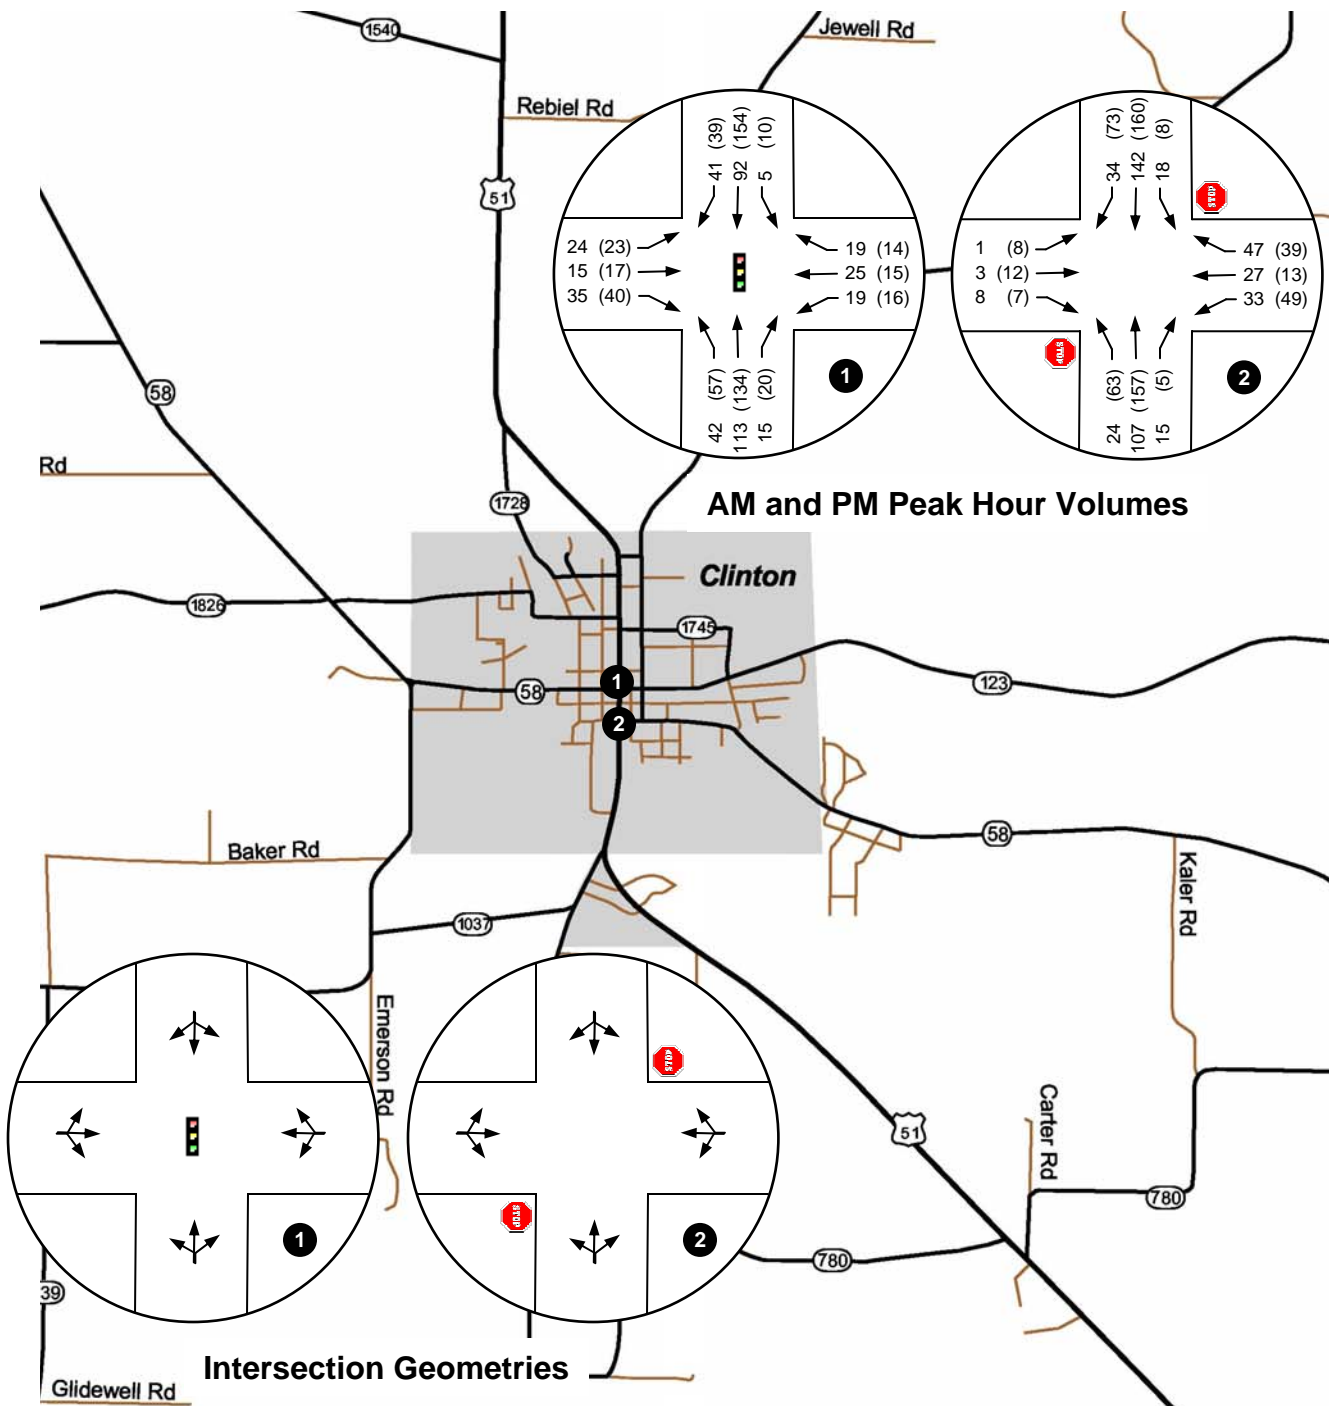 1540
Jewell Rd
Rebiel Rd
51
41 (39)
92 (154)
5 (10)
24 (23)
15 (17)
35 (40)
19 (14)
25 (15)
19 (16)
42 (57)
113 (134)
15 (20)
1
34 (73)
142 (160)
18 (8)
STOP
1 (8)
3 (12)
8 (7)
47 (39)
27 (13)
33 (49)
STOP
24 (63)
107 (157)
15 (5)
2
58
Rd
AM and PM Peak Hour Volumes
1728
Clinton
1826
1745
1
58
123
2
Baker Rd
58
Kaler Rd
1037
Emerson Rd
STOP
1
STOP
2
51
Carter Rd
780
780
39
Intersection Geometries
Glidewell Rd